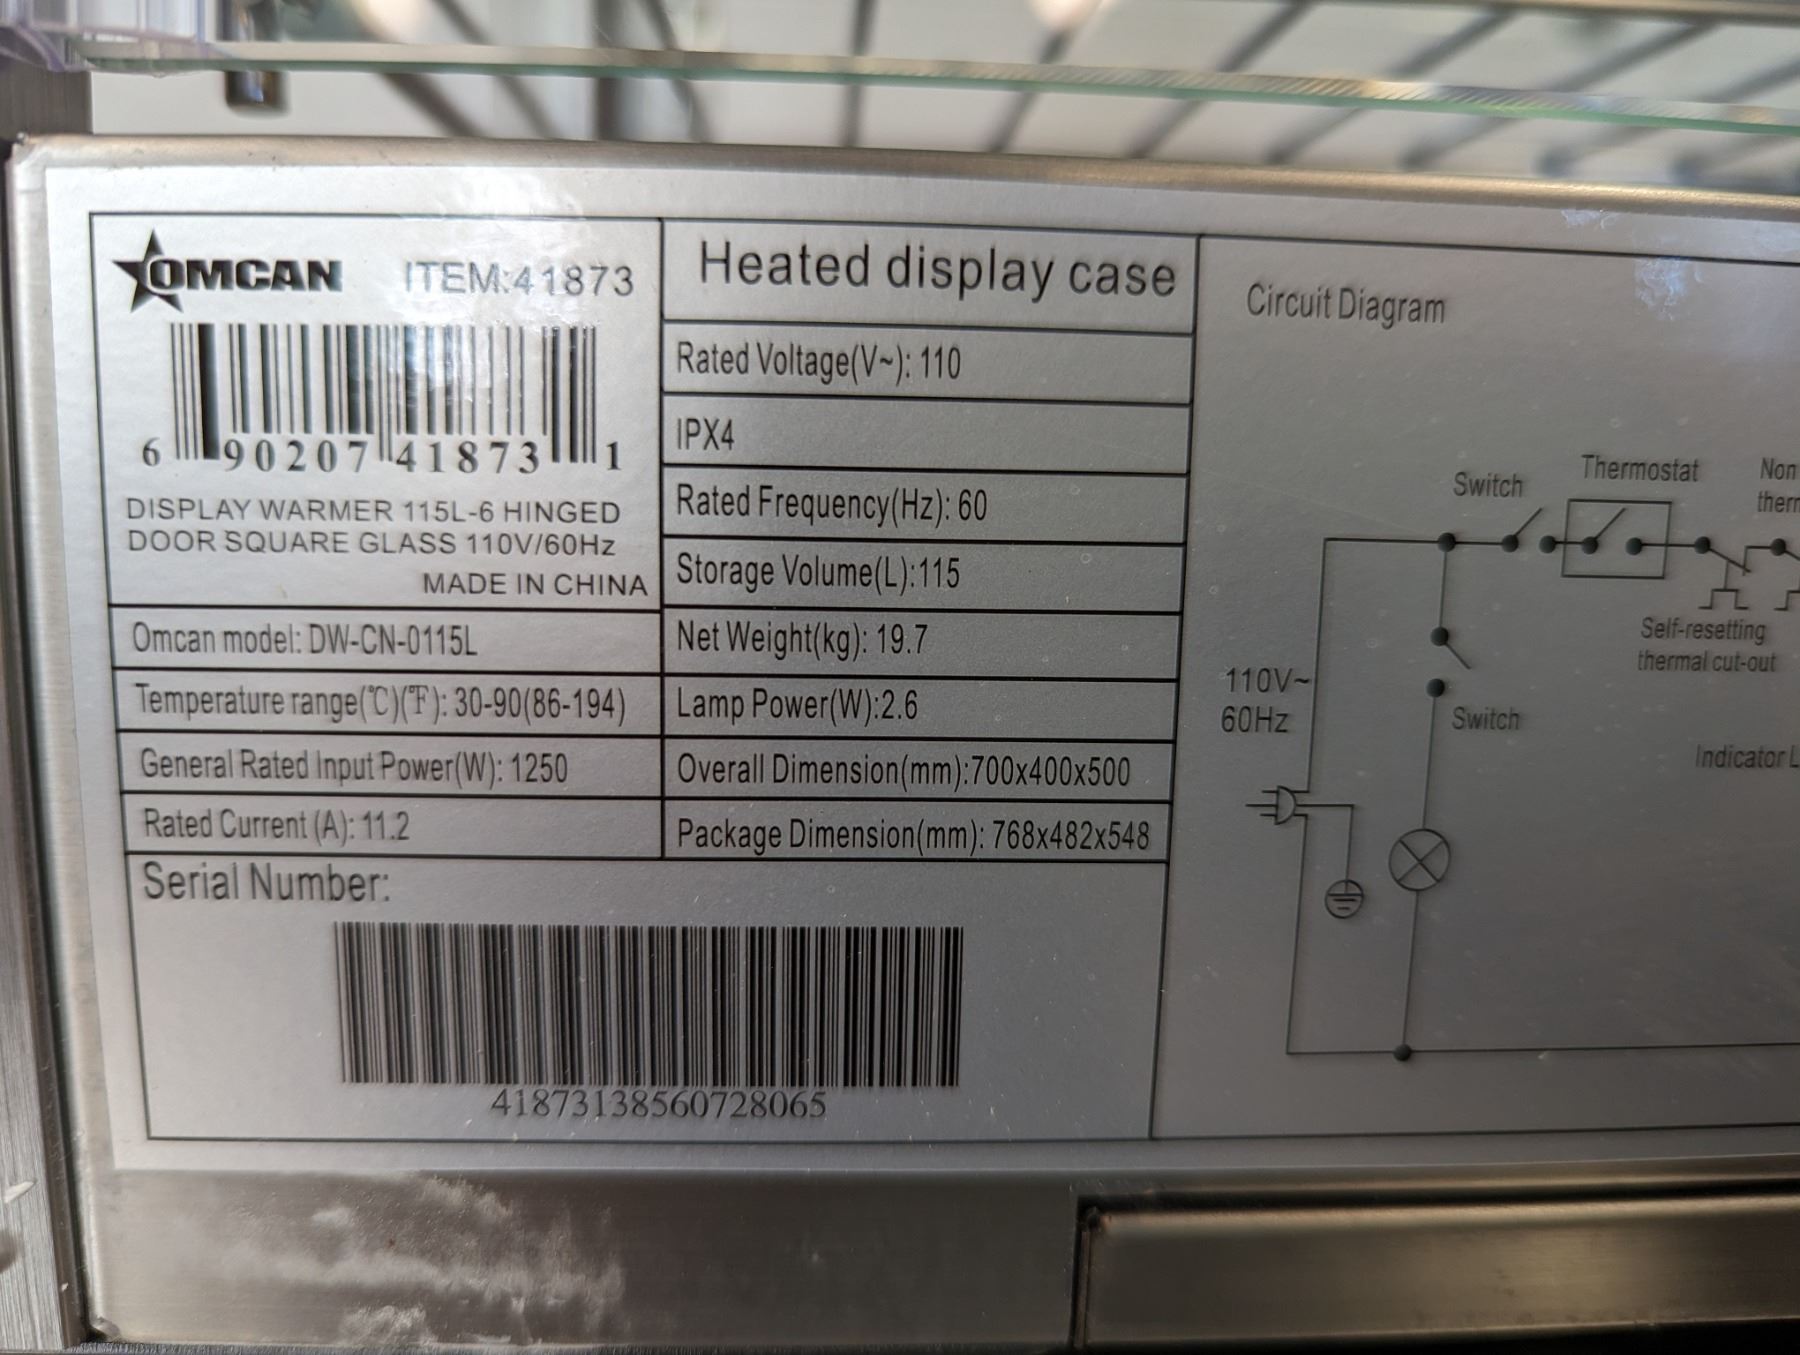 OMCAN ITEM:41873
6 90207 41873 1
DISPLAY WARMER 115L-6 HINGED
DOOR SQUARE GLASS 110V/60Hz
MADE IN CHINA
Omcan model: DW-CN-0115L
Temperature range(℃)(℉): 30-90(86-194)
General Rated Input Power(W): 1250
Rated Current (A): 11.2
Serial Number:
41873138560728065
Heated display case
Rated Voltage(V~): 110
IPX4
Rated Frequency(Hz): 60
Storage Volume(L):115
Net Weight(kg): 19.7
Lamp Power(W):2.6
Overall Dimension(mm):700x400x500
Package Dimension(mm): 768x482x548
Circuit Diagram
Switch
Thermostat
Non
therm
Self-resetting
thermal cut-out
110V~
60Hz
Switch
Indicator L